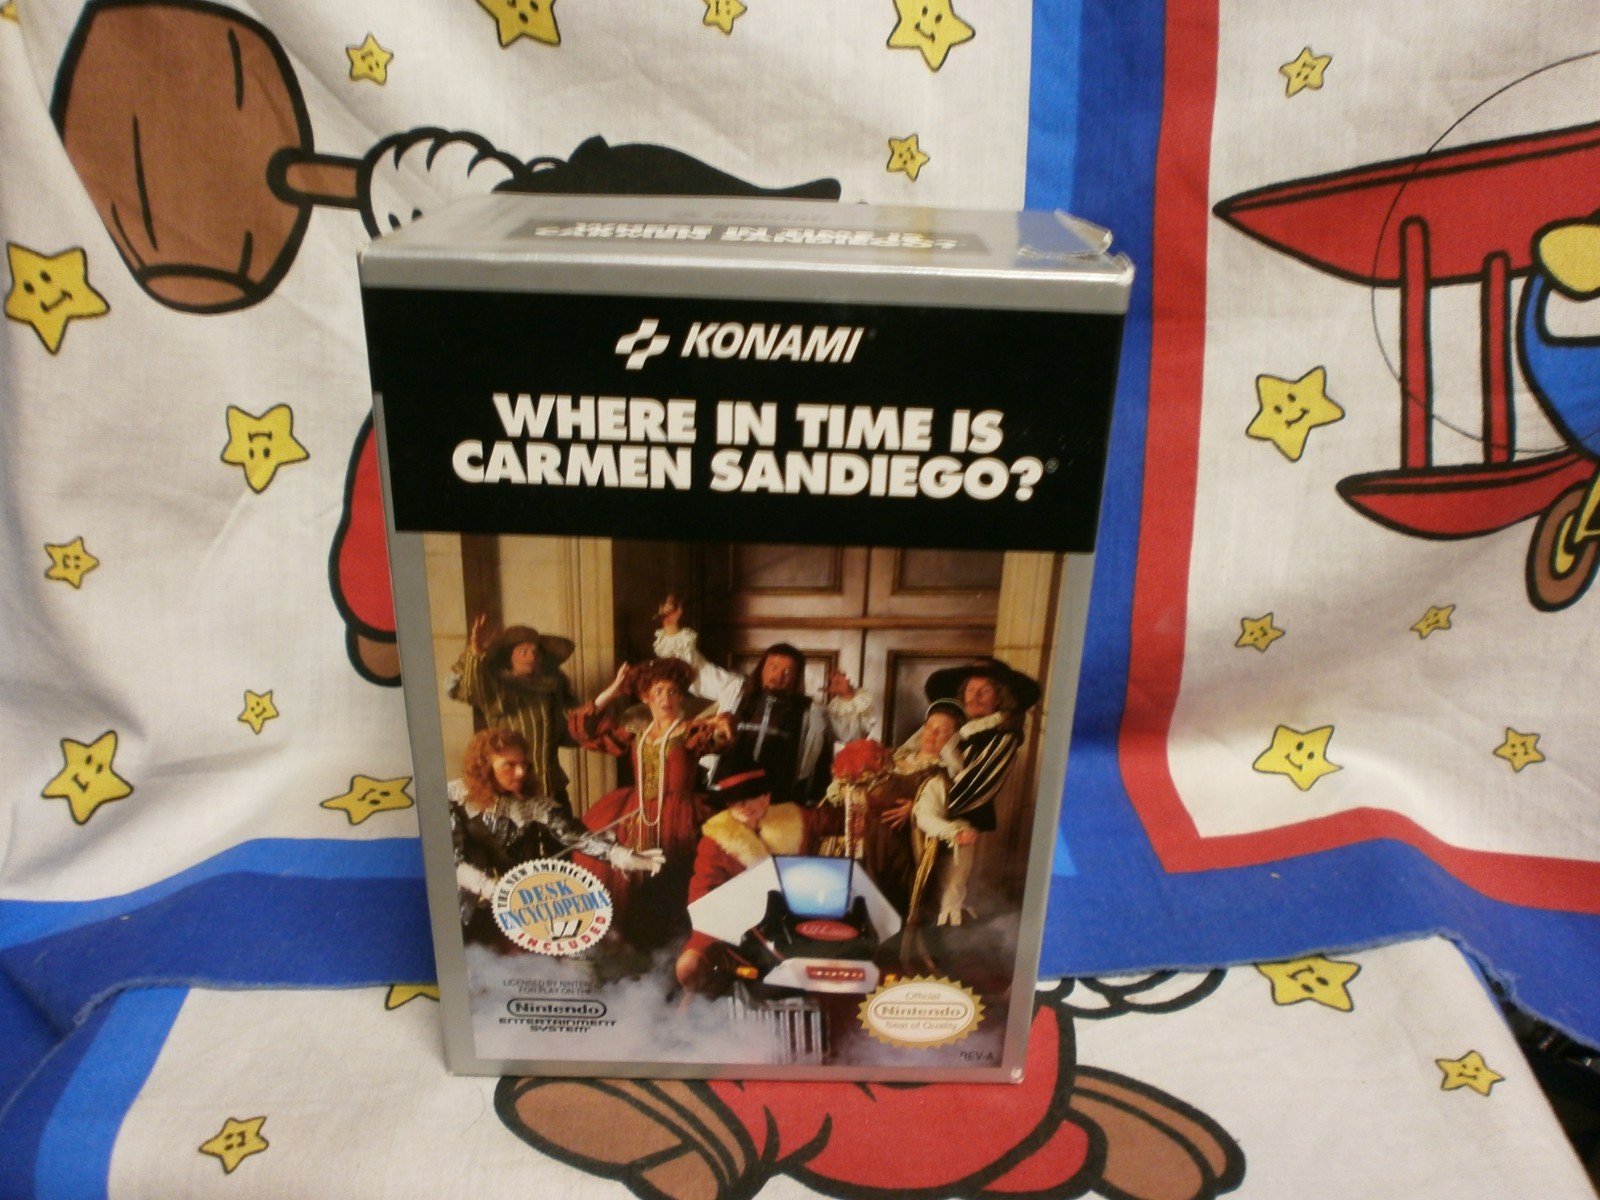 KONAMI
WHERE IN TIME IS
CARMEN SANDIEGO?®
THE NEW AMERICAN
DESK
ENCYCLOPEDIA
INCLUDED
LICENSED BY NINTENDO
FOR PLAY ON THE
Nintendo
ENTERTAINMENT
SYSTEM
Official
Nintendo
Seal of Quality
REV-A